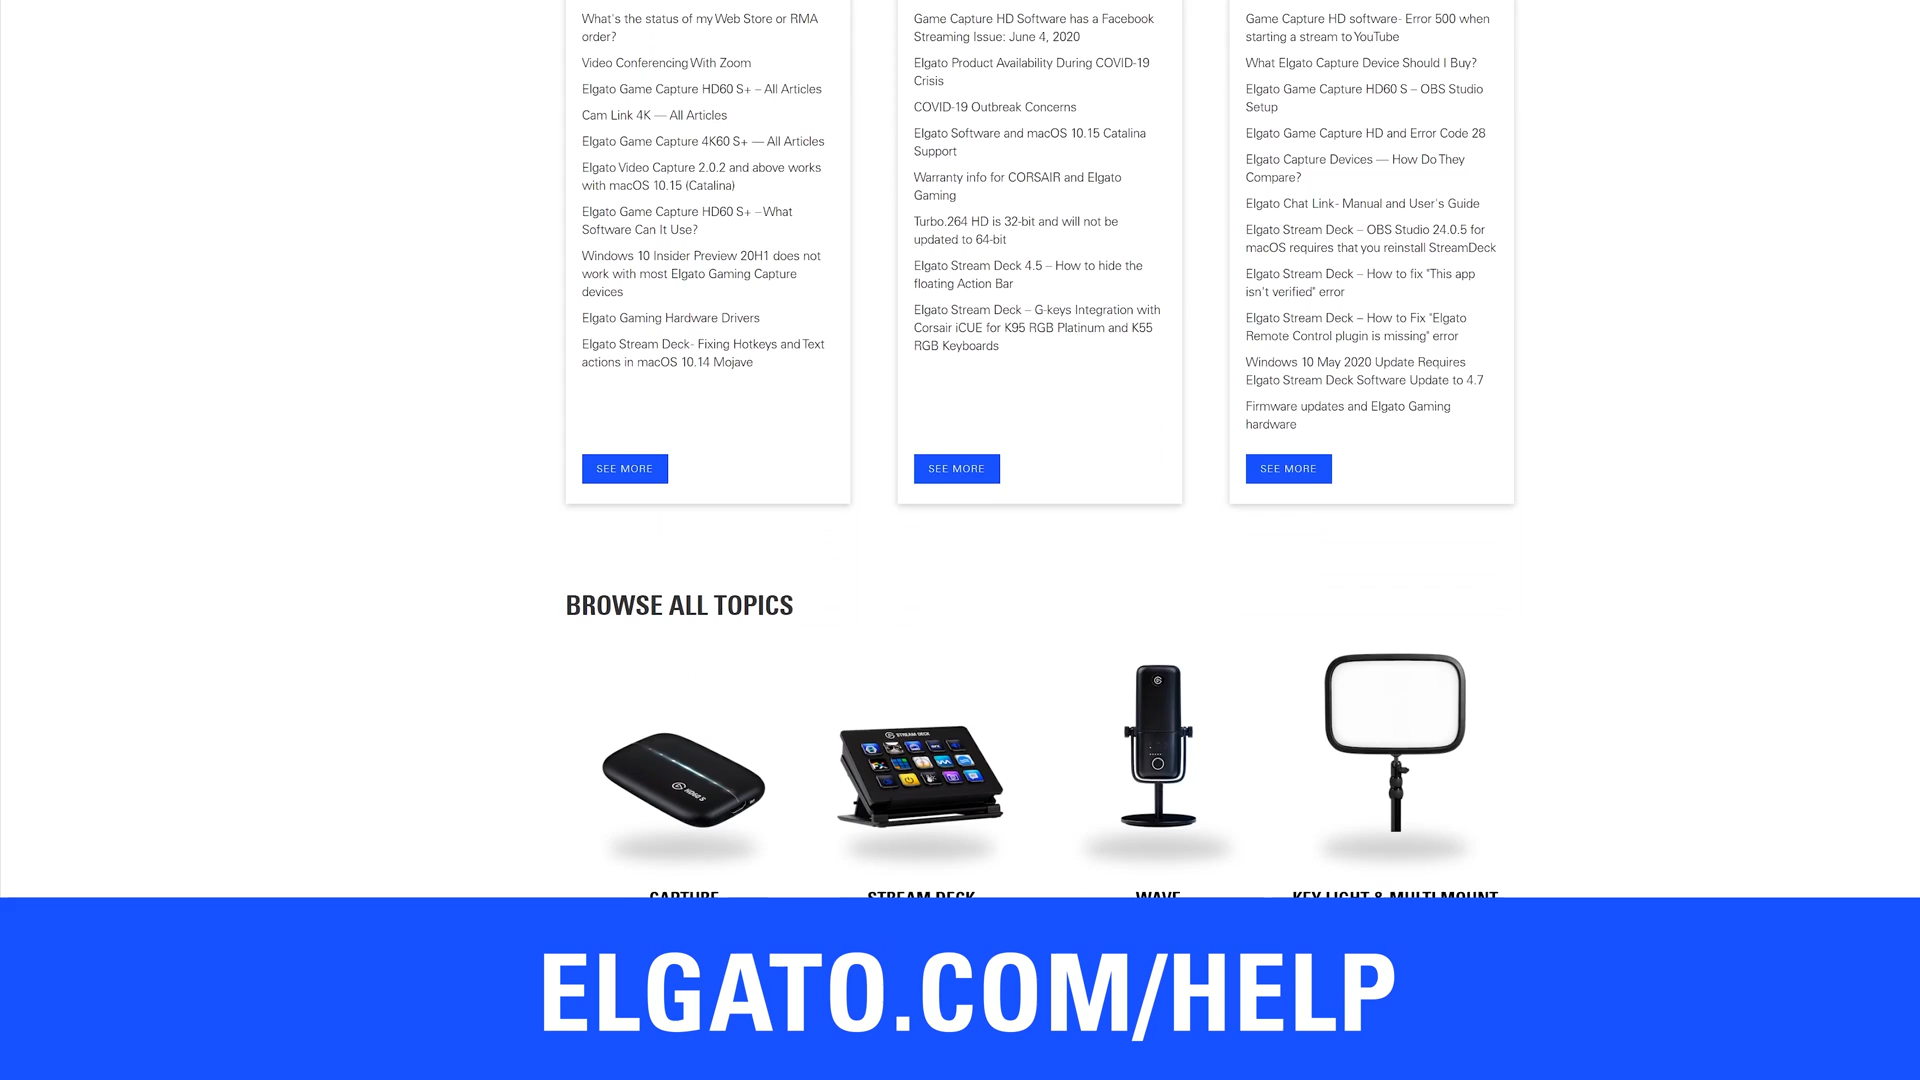 What's the status of my Web Store or RMA
order?
Video Conferencing With Zoom
Elgato Game Capture HD60 S+ – All Articles
Cam Link 4K — All Articles
Elgato Game Capture 4K60 S+ — All Articles
Elgato Video Capture 2.0.2 and above works
with macOS 10.15 (Catalina)
Elgato Game Capture HD60 S+ – What
Software Can It Use?
Windows 10 Insider Preview 20H1 does not
work with most Elgato Gaming Capture
devices
Elgato Gaming Hardware Drivers
Elgato Stream Deck - Fixing Hotkeys and Text
actions in macOS 10.14 Mojave
SEE MORE
Game Capture HD Software has a Facebook
Streaming Issue: June 4, 2020
Elgato Product Availability During COVID-19
Crisis
COVID-19 Outbreak Concerns
Elgato Software and macOS 10.15 Catalina
Support
Warranty info for CORSAIR and Elgato
Gaming
Turbo.264 HD is 32-bit and will not be
updated to 64-bit
Elgato Stream Deck 4.5 – How to hide the
floating Action Bar
Elgato Stream Deck – G-keys Integration with
Corsair iCUE for K95 RGB Platinum and K55
RGB Keyboards
SEE MORE
Game Capture HD software - Error 500 when
starting a stream to YouTube
What Elgato Capture Device Should I Buy?
Elgato Game Capture HD60 S – OBS Studio
Setup
Elgato Game Capture HD and Error Code 28
Elgato Capture Devices — How Do They
Compare?
Elgato Chat Link - Manual and User's Guide
Elgato Stream Deck – OBS Studio 24.0.5 for
macOS requires that you reinstall StreamDeck
Elgato Stream Deck – How to fix "This app
isn't verified" error
Elgato Stream Deck – How to Fix "Elgato
Remote Control plugin is missing" error
Windows 10 May 2020 Update Requires
Elgato Stream Deck Software Update to 4.7
Firmware updates and Elgato Gaming
hardware
SEE MORE
BROWSE ALL TOPICS
HD60 S
STREAM DECK
CAPTURE
STREAM DECK
WAVE
KEY LIGHT & MULTI MOUNT
ELGATO.COM/HELP